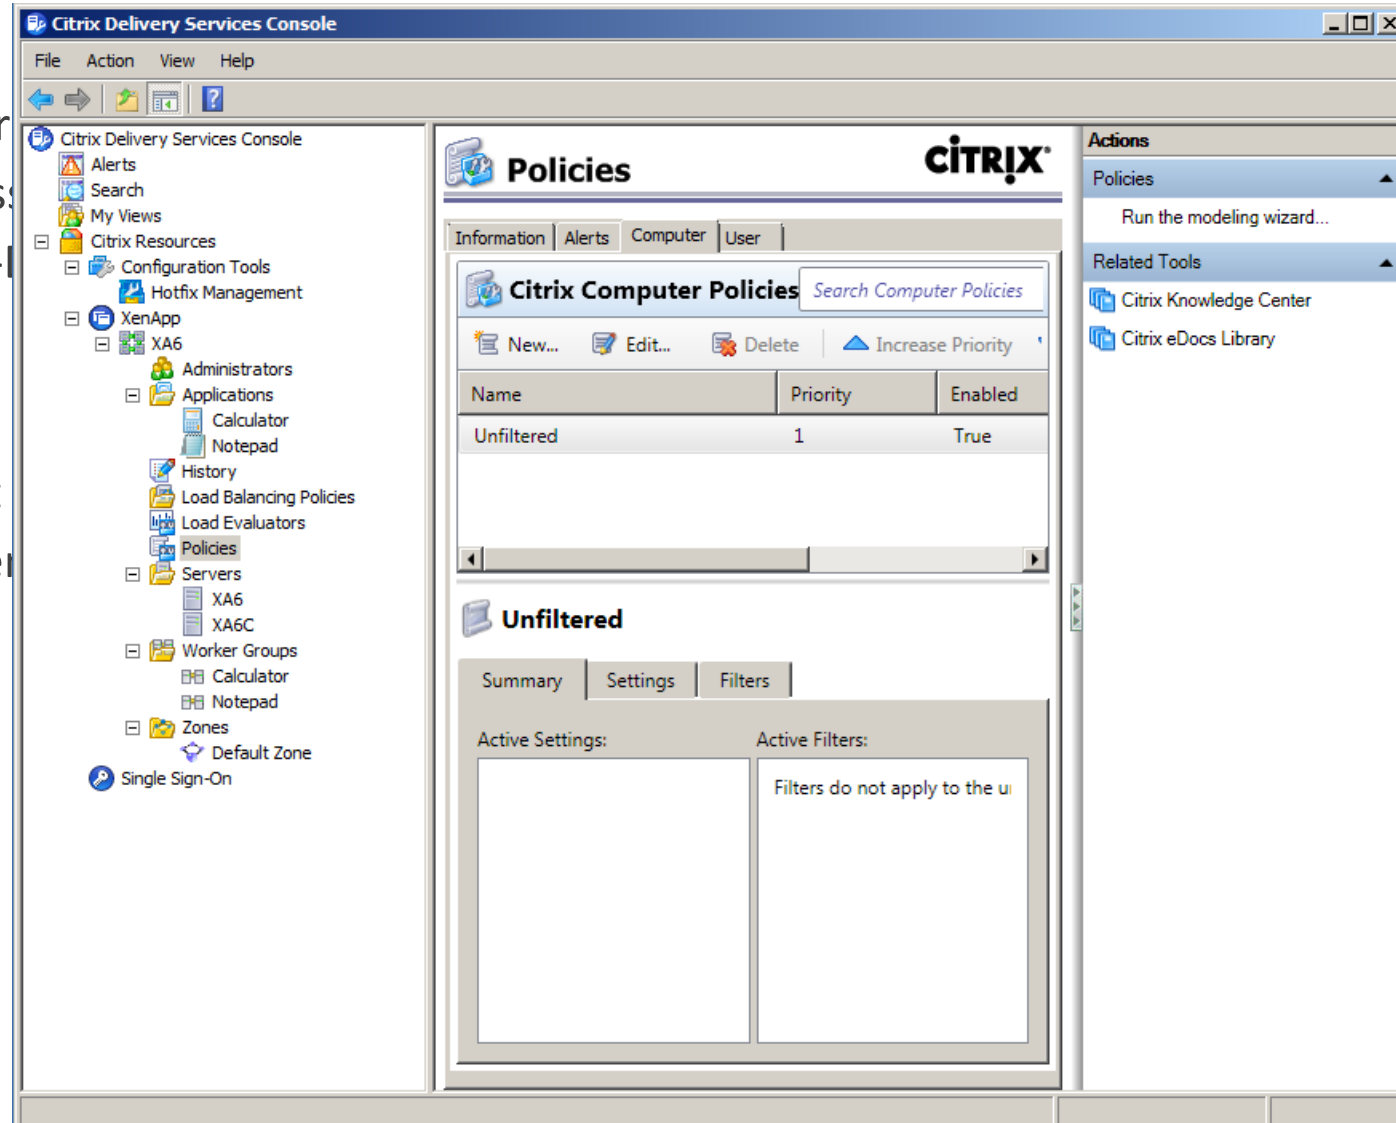 Citrix Delivery Services Console
File Action View Help
Citrix Delivery Services Console
Alerts
Search
My Views
Citrix Resources
Configuration Tools
Hotfix Management
XenApp
XA6
Administrators
Applications
Calculator
Notepad
History
Load Balancing Policies
Load Evaluators
Policies
Servers
XA6
XA6C
Worker Groups
Calculator
Notepad
Zones
Default Zone
Single Sign-On
Policies
CITRIX
Information Alerts Computer User
Citrix Computer Policies Search Computer Policies
New... Edit... Delete Increase Priority
Name Priority Enabled
Unfiltered 1 True
Unfiltered
Summary Settings Filters
Active Settings: Active Filters:
Filters do not apply to the
Actions
Policies
Run the modeling wizard...
Related Tools
Citrix Knowledge Center
Citrix eDocs Library